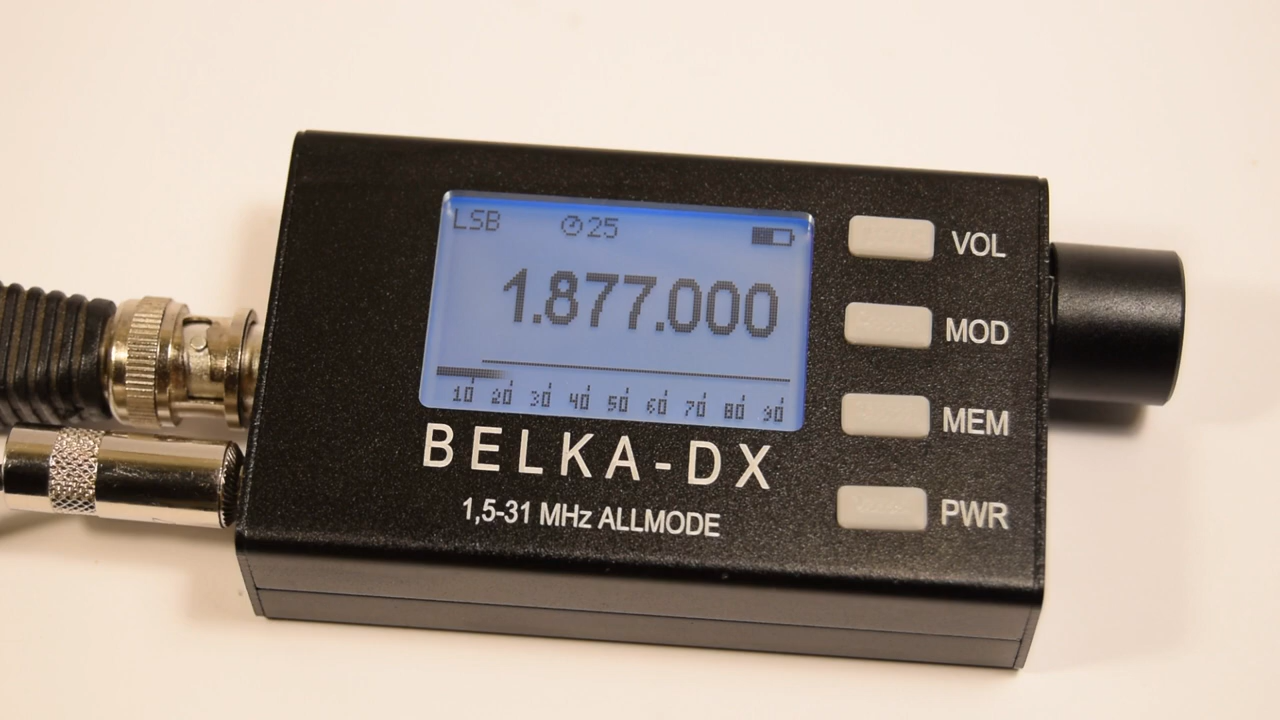 LSB 25
1.877.000
10 20 30 40 50 60 70 80 90
BELKA-DX
1,5-31 MHz ALLMODE
VOL
MOD
MEM
PWR